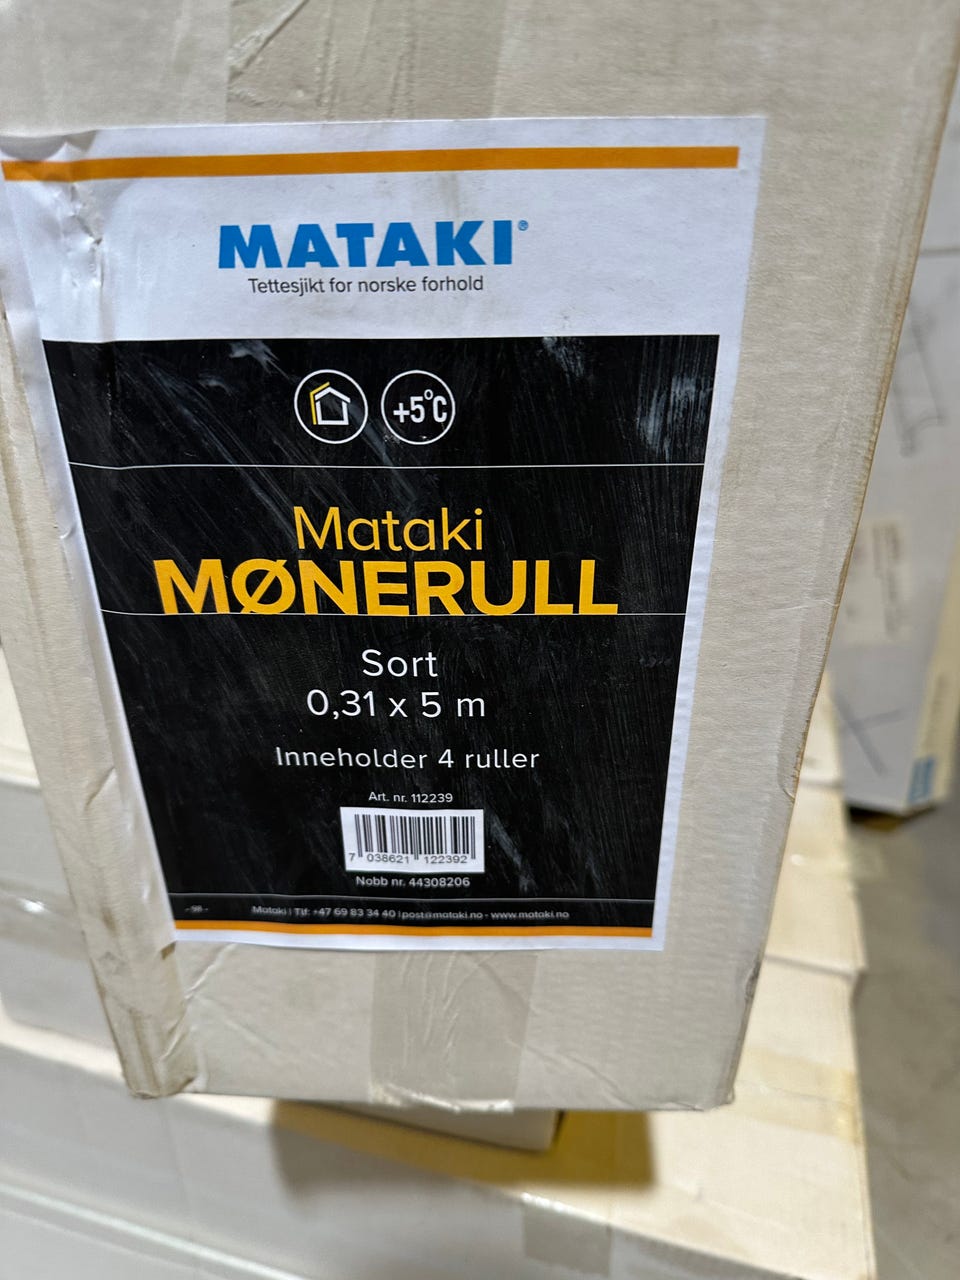 MATAKI®
Tettesjikt for norske forhold
+5°C
Mataki
MØNERULL
Sort
0,31 x 5 m
Inneholder 4 ruller
Art. nr. 112239
7 038621 122392
Nobb nr. 44308206
- 98 - Mataki | Tlf: +47 69 83 34 40 | post@mataki.no - www.mataki.no